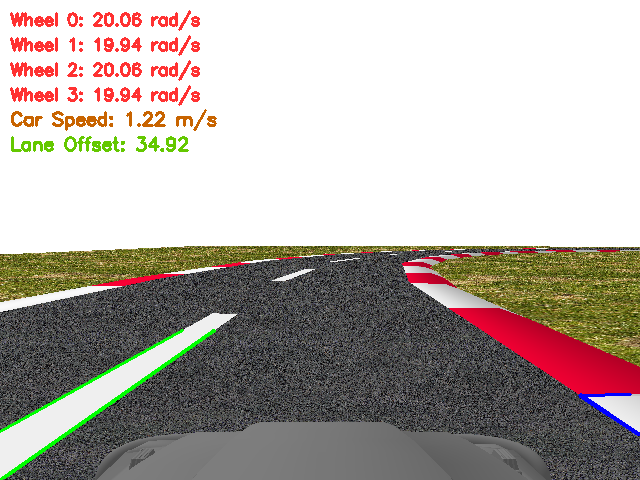 Wheel 0: 20.06 rad/s
Wheel 1: 19.94 rad/s
Wheel 2: 20.06 rad/s
Wheel 3: 19.94 rad/s
Car Speed: 1.22 m/s
Lane Offset: 34.92